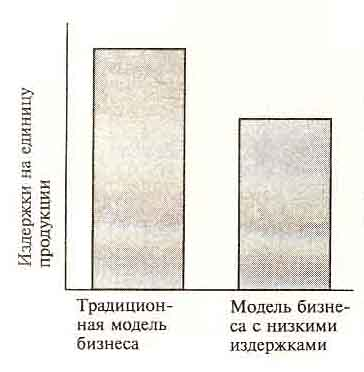 Издержки на единицу
продукции
Традицион-
ная модель
бизнеса
Модель бизне-
са с низкими
издержками